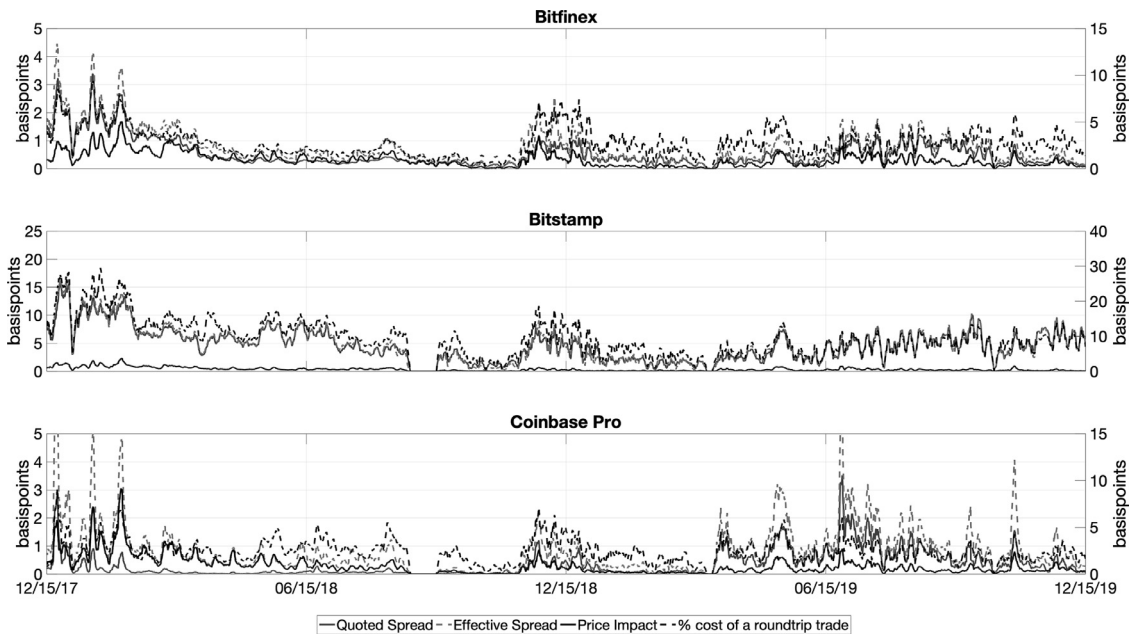 Bitfinex
5 15
4
3 10
2
1 5
0 0
basispoints basispoints
Bitstamp
25 40
20 30
15
10 20
5 10
0 0
basispoints basispoints
Coinbase Pro
5 15
4
3 10
2
1 5
0 0
basispoints basispoints
12/15/17 06/15/18 12/15/18 06/15/19 12/15/19
Quoted Spread Effective Spread Price Impact % cost of a roundtrip trade